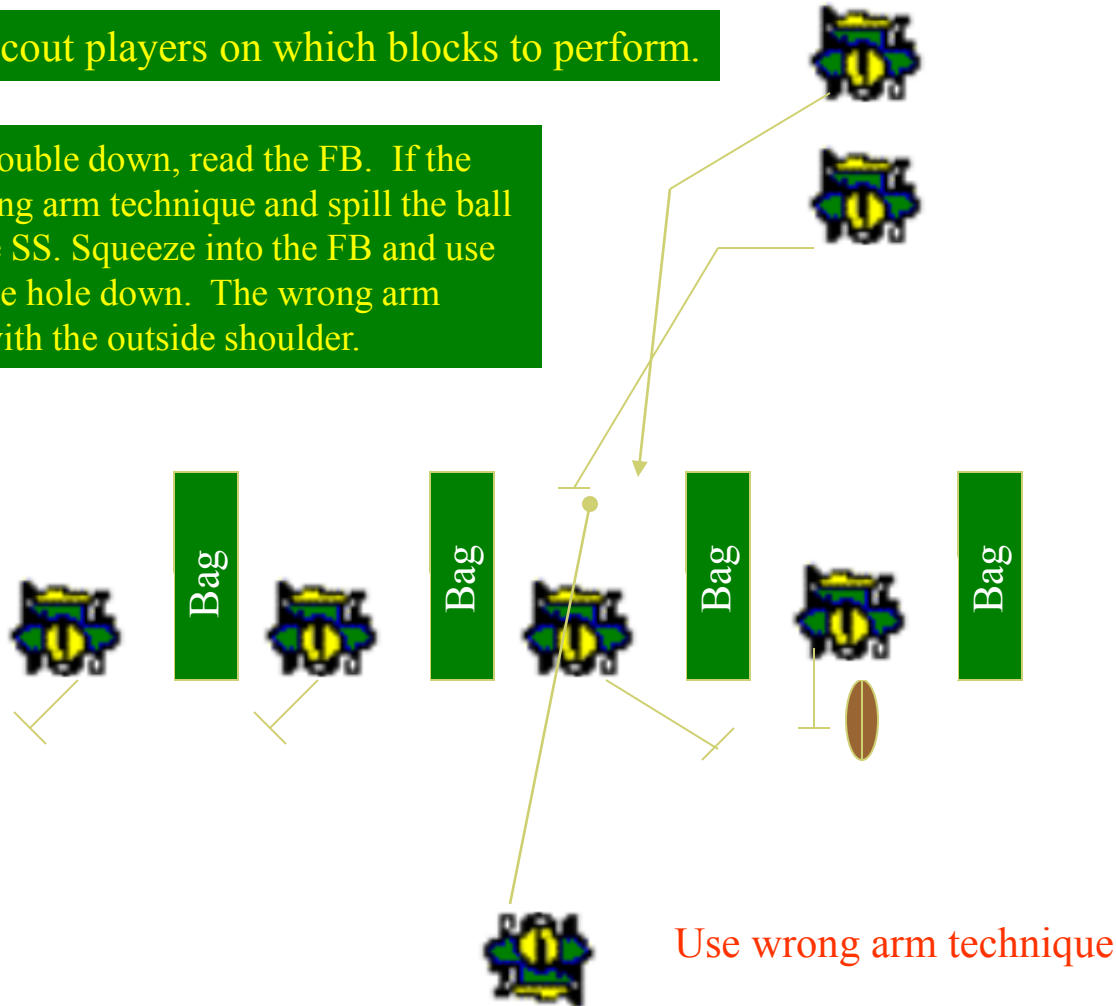 cout players on which blocks to perform.
ouble down, read the FB. If the
ng arm technique and spill the ball
e SS. Squeeze into the FB and use
e hole down. The wrong arm
with the outside shoulder.
Bag
Bag
Bag
Bag
Use wrong arm technique